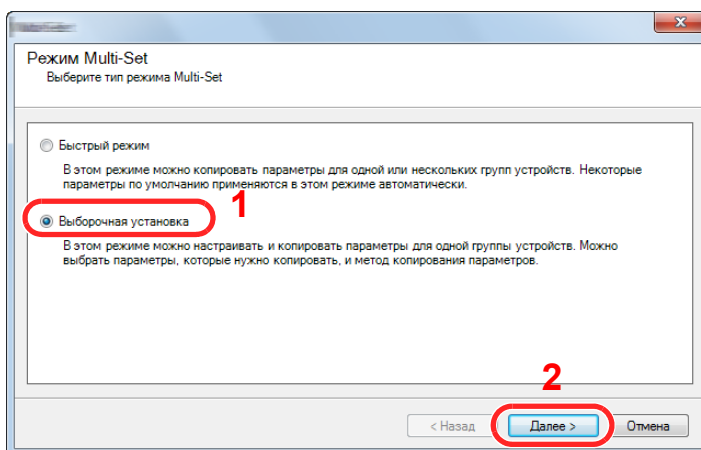 Режим Multi-Set
Выберите тип режима Multi-Set
Быстрый режим
В этом режиме можно копировать параметры для одной или нескольких групп устройств. Некоторые
параметры по умолчанию применяются в этом режиме автоматически.
1
Выборочная установка
В этом режиме можно настраивать и копировать параметры для одной группы устройств. Можно
выбрать параметры, которые нужно копировать, и метод копирования параметров.
2
< Назад
Далее >
Отмена